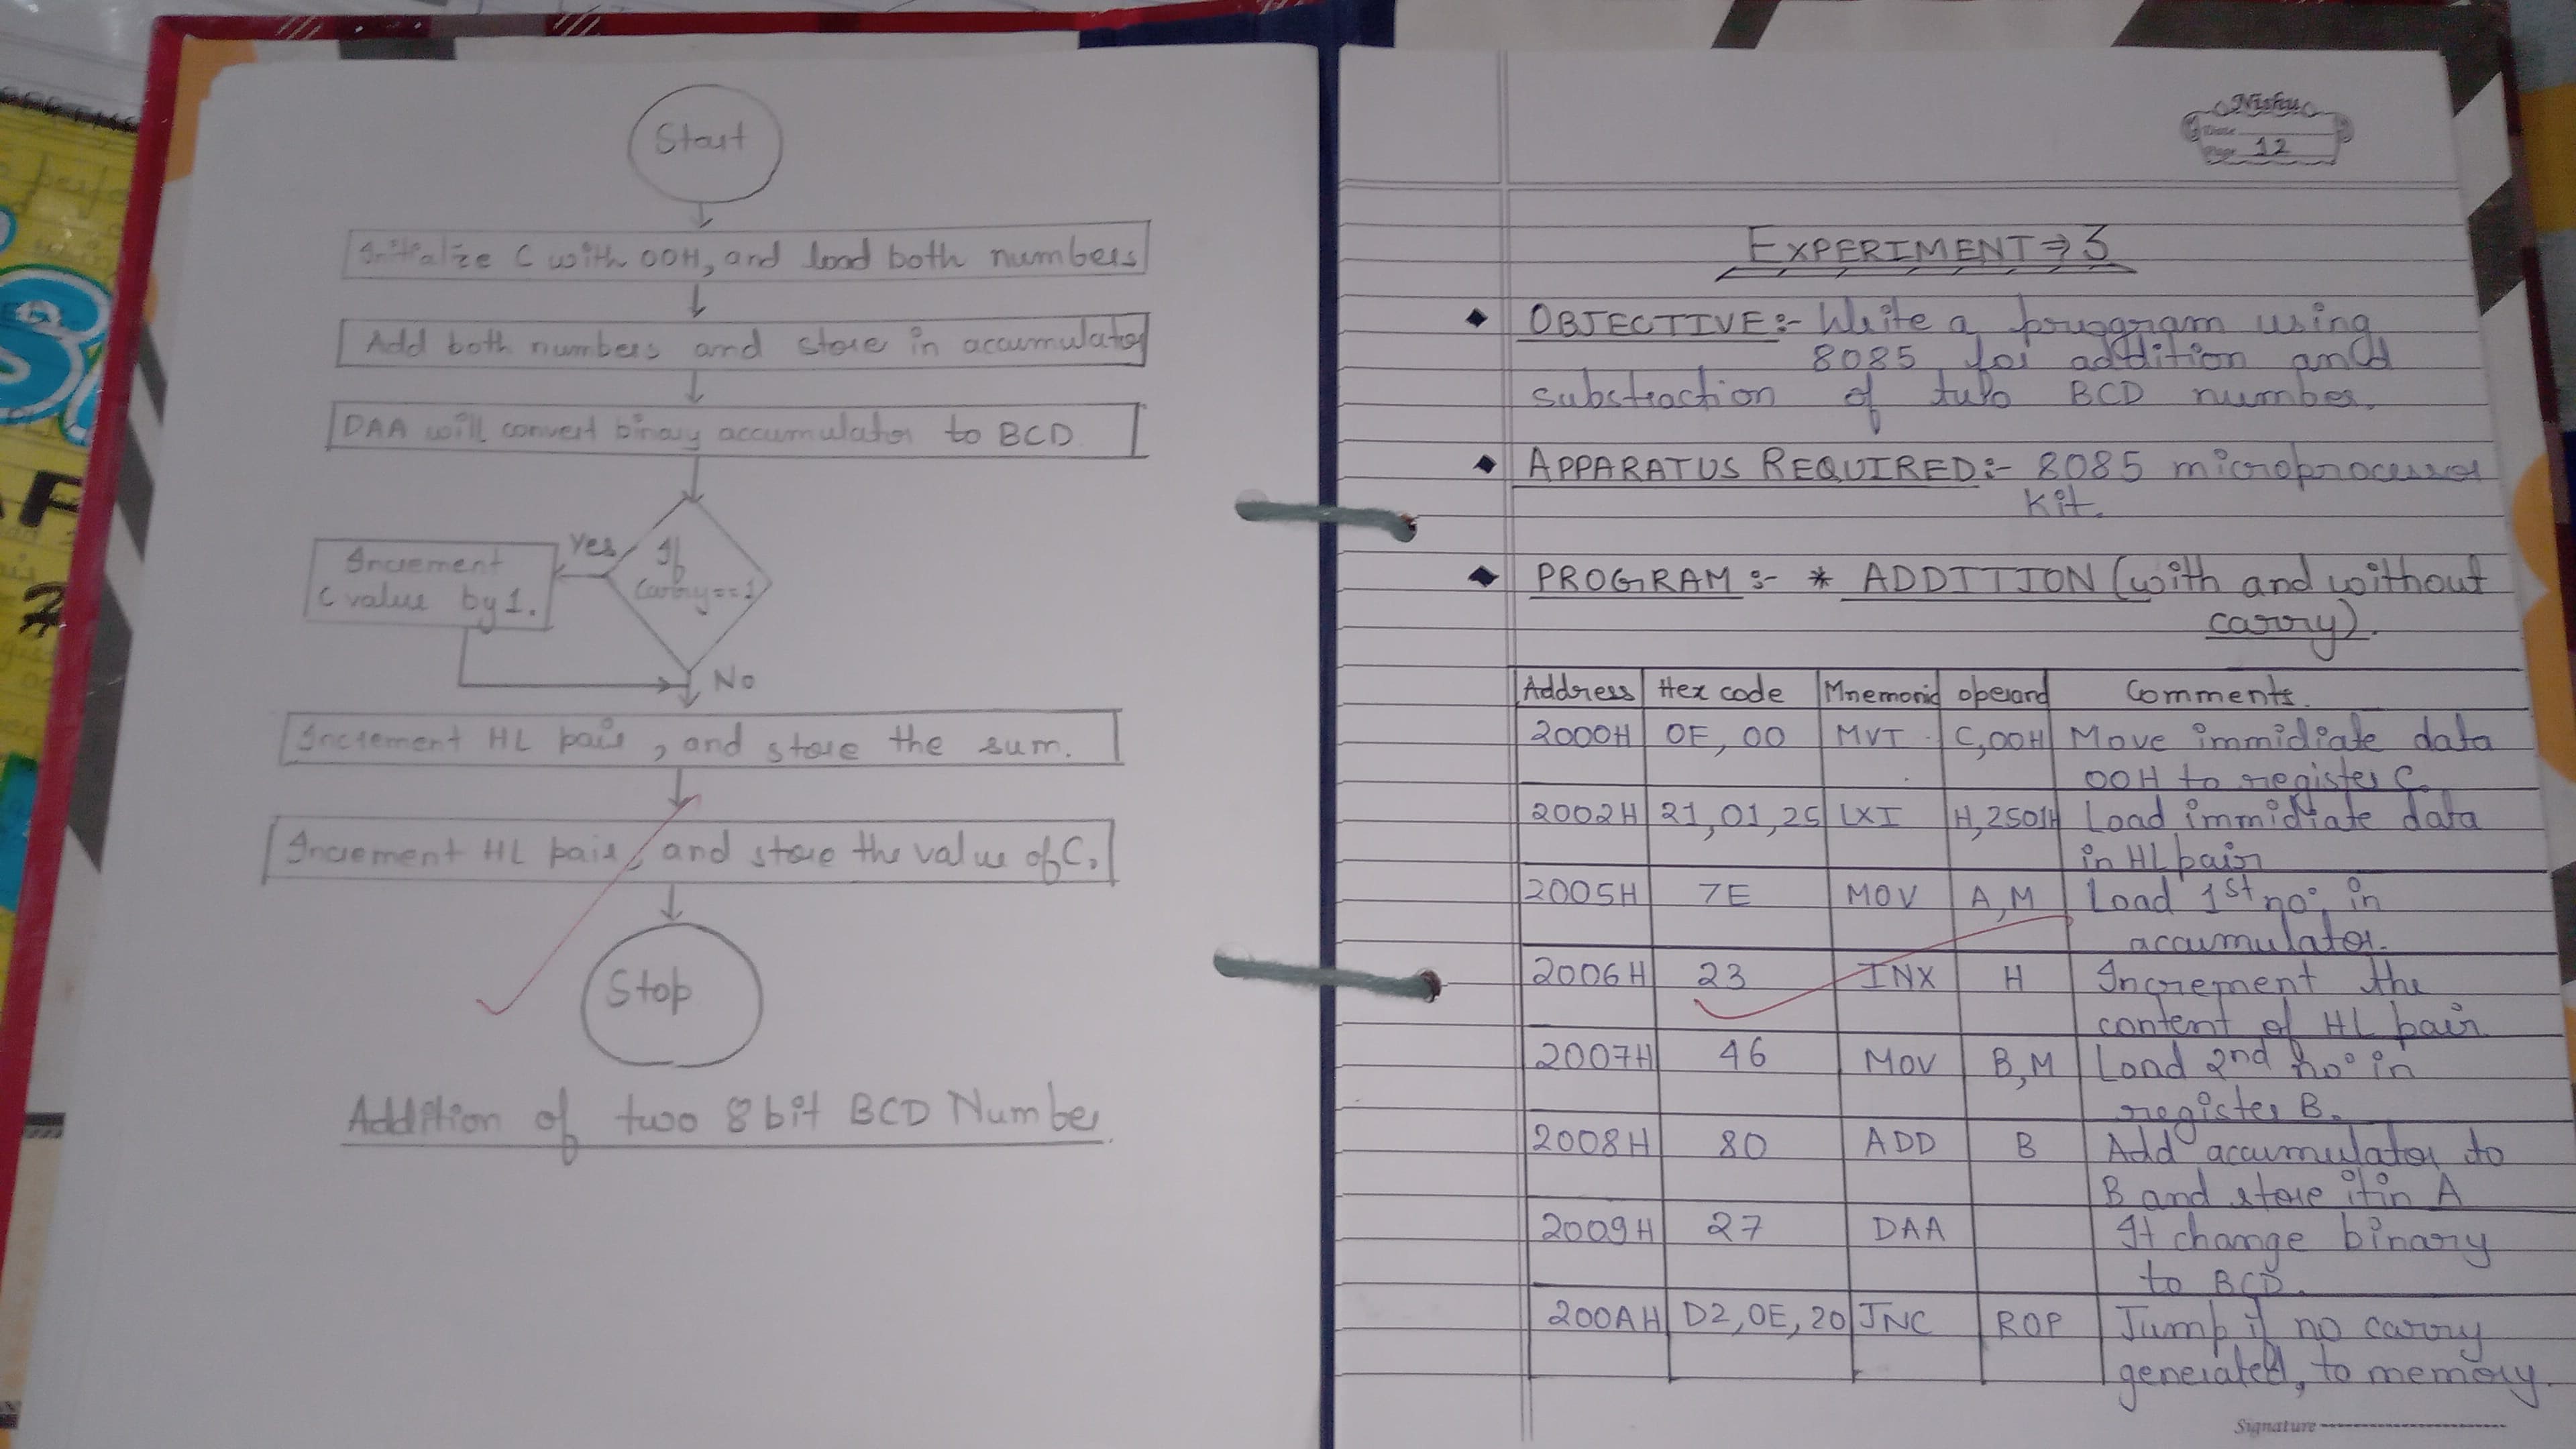 Start
Initialize C with 00H, and load both numbers
Add both numbers and store in accumulator
DAA will convert binary accumulator to BCD
If
carry==1
Yes
Increment
C value by 1.
No
Increment HL pair, and store the sum.
Increment HL pair, and store the value of C.
Stop
Addition of two 8 bit BCD Number
Nishu
Date
Page 12
EXPERIMENT⇒3
OBJECTIVE:- Write a proggram using
8085 for addition and
substraction of two BCD number.
APPARATUS REQUIRED:- 8085 microprocessor
Kit.
PROGRAM :- * ADDITION (with and without
carry).
Address Hex code Mnemonic operand Comments.
2000H 0E, 00 MVI C,00H Move immidiate data
00H to register C.
2002H 21,01,25 LXI H,2501H Load immidiate data
in HL pair
2005H 7E MOV A,M Load 1st no. in
accumulator.
2006H 23 INX H Increment the
content of HL pair
2007H 46 MOV B,M Load 2nd no. in
register B.
2008H 80 ADD B Add accumulator to
B and store it in A
2009H 27 DAA It change binary
to BCD.
200AH D2,0E,20 JNC ROP Jump if no carry
generated, to memory.
Signature